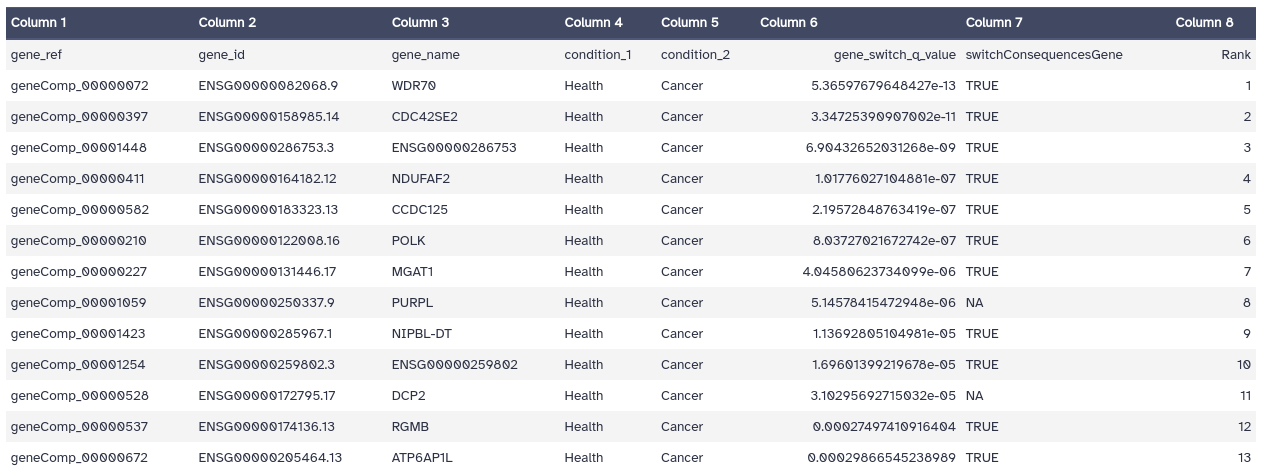 Column 1 Column 2 Column 3 Column 4 Column 5 Column 6 Column 7 Column 8
gene_ref gene_id gene_name condition_1 condition_2 gene_switch_q_value switchConsequencesGene Rank
geneComp_00000072 ENSG00000082068.9 WDR70 Health Cancer 5.36597679648427e-13 TRUE 1
geneComp_00000397 ENSG00000158985.14 CDC42SE2 Health Cancer 3.34725390907002e-11 TRUE 2
geneComp_00001448 ENSG00000286753.3 ENSG00000286753 Health Cancer 6.90432652031268e-09 TRUE 3
geneComp_00000411 ENSG00000164182.12 NDUFAF2 Health Cancer 1.01776027104881e-07 TRUE 4
geneComp_00000582 ENSG00000183323.13 CCDC125 Health Cancer 2.19572848763419e-07 TRUE 5
geneComp_00000210 ENSG00000122008.16 POLK Health Cancer 8.03727021672742e-07 TRUE 6
geneComp_00000227 ENSG00000131446.17 MGAT1 Health Cancer 4.04580623734099e-06 TRUE 7
geneComp_00001059 ENSG00000250337.9 PURPL Health Cancer 5.14578415472948e-06 NA 8
geneComp_00001423 ENSG00000285967.1 NIPBL-DT Health Cancer 1.13692805104981e-05 TRUE 9
geneComp_00001254 ENSG00000259802.3 ENSG00000259802 Health Cancer 1.69601399219678e-05 TRUE 10
geneComp_00000528 ENSG00000172795.17 DCP2 Health Cancer 3.10295692715032e-05 NA 11
geneComp_00000537 ENSG00000174136.13 RGMB Health Cancer 0.00027497410916404 TRUE 12
geneComp_00000672 ENSG00000205464.13 ATP6AP1L Health Cancer 0.00029866545238989 TRUE 13